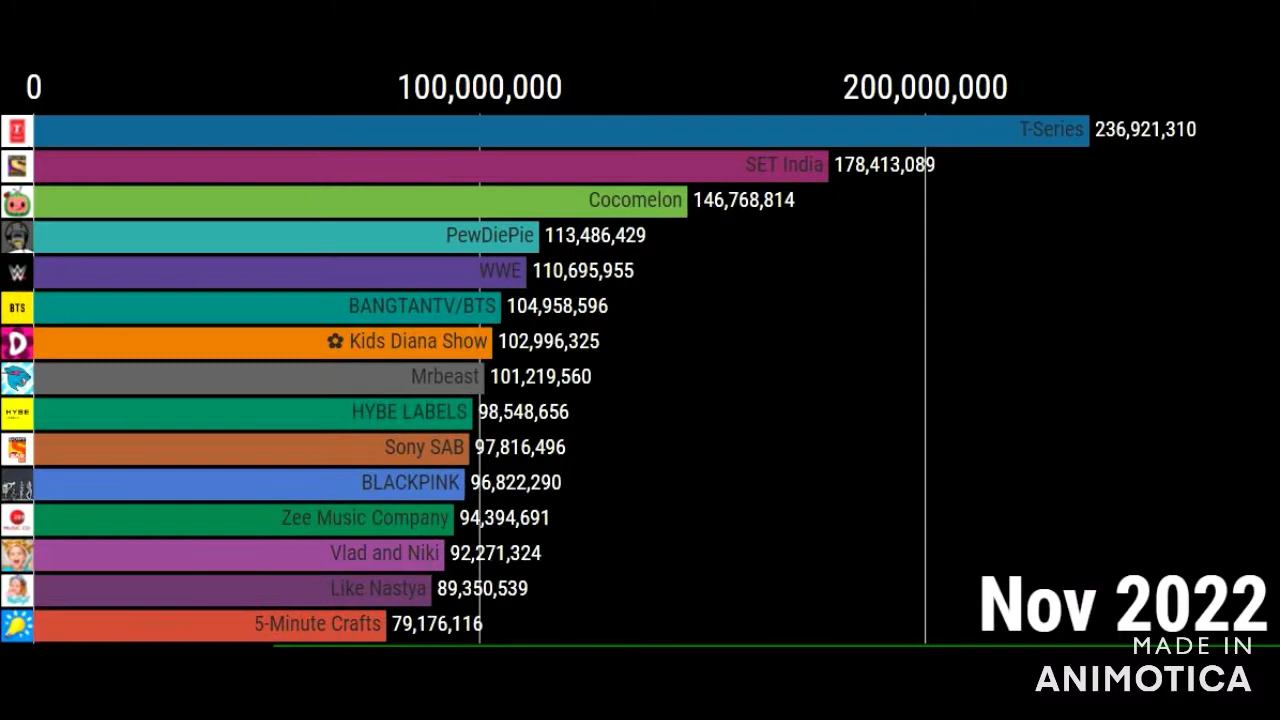 0 100,000,000 200,000,000
T-Series 236,921,310
SET India 178,413,089
Cocomelon 146,768,814
PewDiePie 113,486,429
W WWE 110,695,955
BTS BANGTANTV/BTS 104,958,596
D ✿ Kids Diana Show 102,996,325
Mrbeast 101,219,560
HYBE HYBE LABELS 98,548,656
Sony SAB 97,816,496
BLACKPINK 96,822,290
Zee Music Company 94,394,691
Vlad and Niki 92,271,324
Like Nastya 89,350,539
5-Minute Crafts 79,176,116
Nov 2022
MADE IN
ANIMOTICA